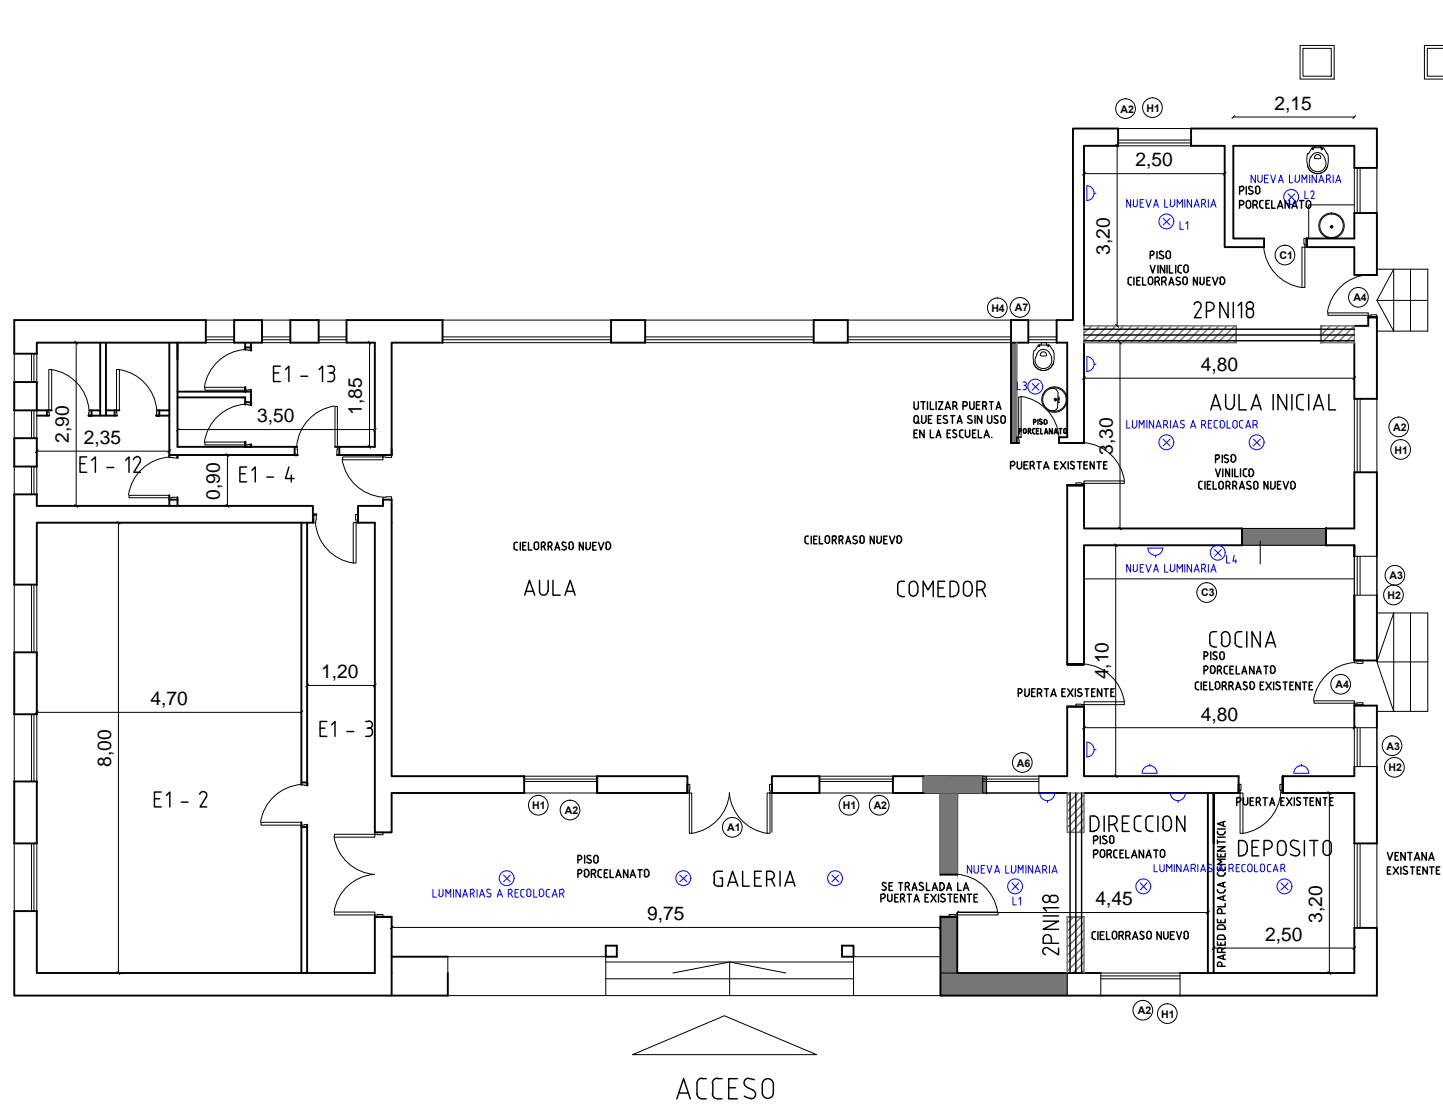 2,15
A2 H1
2,50
NUEVA LUMINARIA
PISO
PORCELANATO
L2
NUEVA LUMINARIA
L1
3,20
PISO
VINILICO
CIELORRASO NUEVO
C1
A4
2PNI18
H4 A7
E1 - 13
1,85
3,50
2,90
2,35
E1 - 12
0,90
E1 - 4
L3
UTILIZAR PUERTA
QUE ESTA SIN USO
EN LA ESCUELA.
PISO
PORCELANATO
4,80
AULA INICIAL
LUMINARIAS A RECOLOCAR
3,30
PISO
VINILICO
CIELORRASO NUEVO
A2
H1
PUERTA EXISTENTE
CIELORRASO NUEVO
AULA
CIELORRASO NUEVO
COMEDOR
L4
NUEVA LUMINARIA
C3
A3
H2
COCINA
PISO
PORCELANATO
CIELORRASO EXISTENTE
4,10
A4
PUERTA EXISTENTE
4,80
A3
H2
1,20
4,70
E1 - 3
8,00
E1 - 2
A6
H1 A2
A1
H1 A2
PUERTA EXISTENTE
DIRECCION
PISO
PORCELANATO
DEPOSITO
PARED DE PLACA CEMENTICIA
VENTANA
EXISTENTE
PISO
PORCELANATO
GALERIA
LUMINARIAS A RECOLOCAR
SE TRASLADA LA
PUERTA EXISTENTE
NUEVA LUMINARIA
L1
LUMINARIAS A RECOLOCAR
4,45
9,75
2PNI18
CIELORRASO NUEVO
3,20
2,50
A2 H1
ACCESO